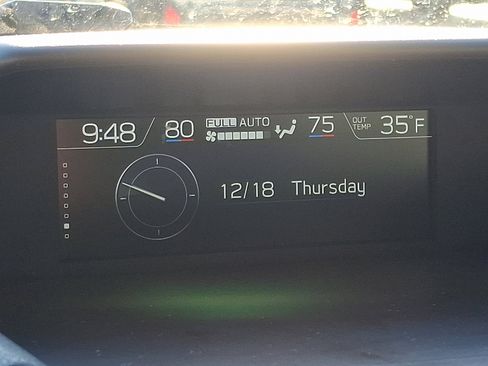 9:48 80 FULL AUTO 75 OUT TEMP 35°F
12/18 Thursday